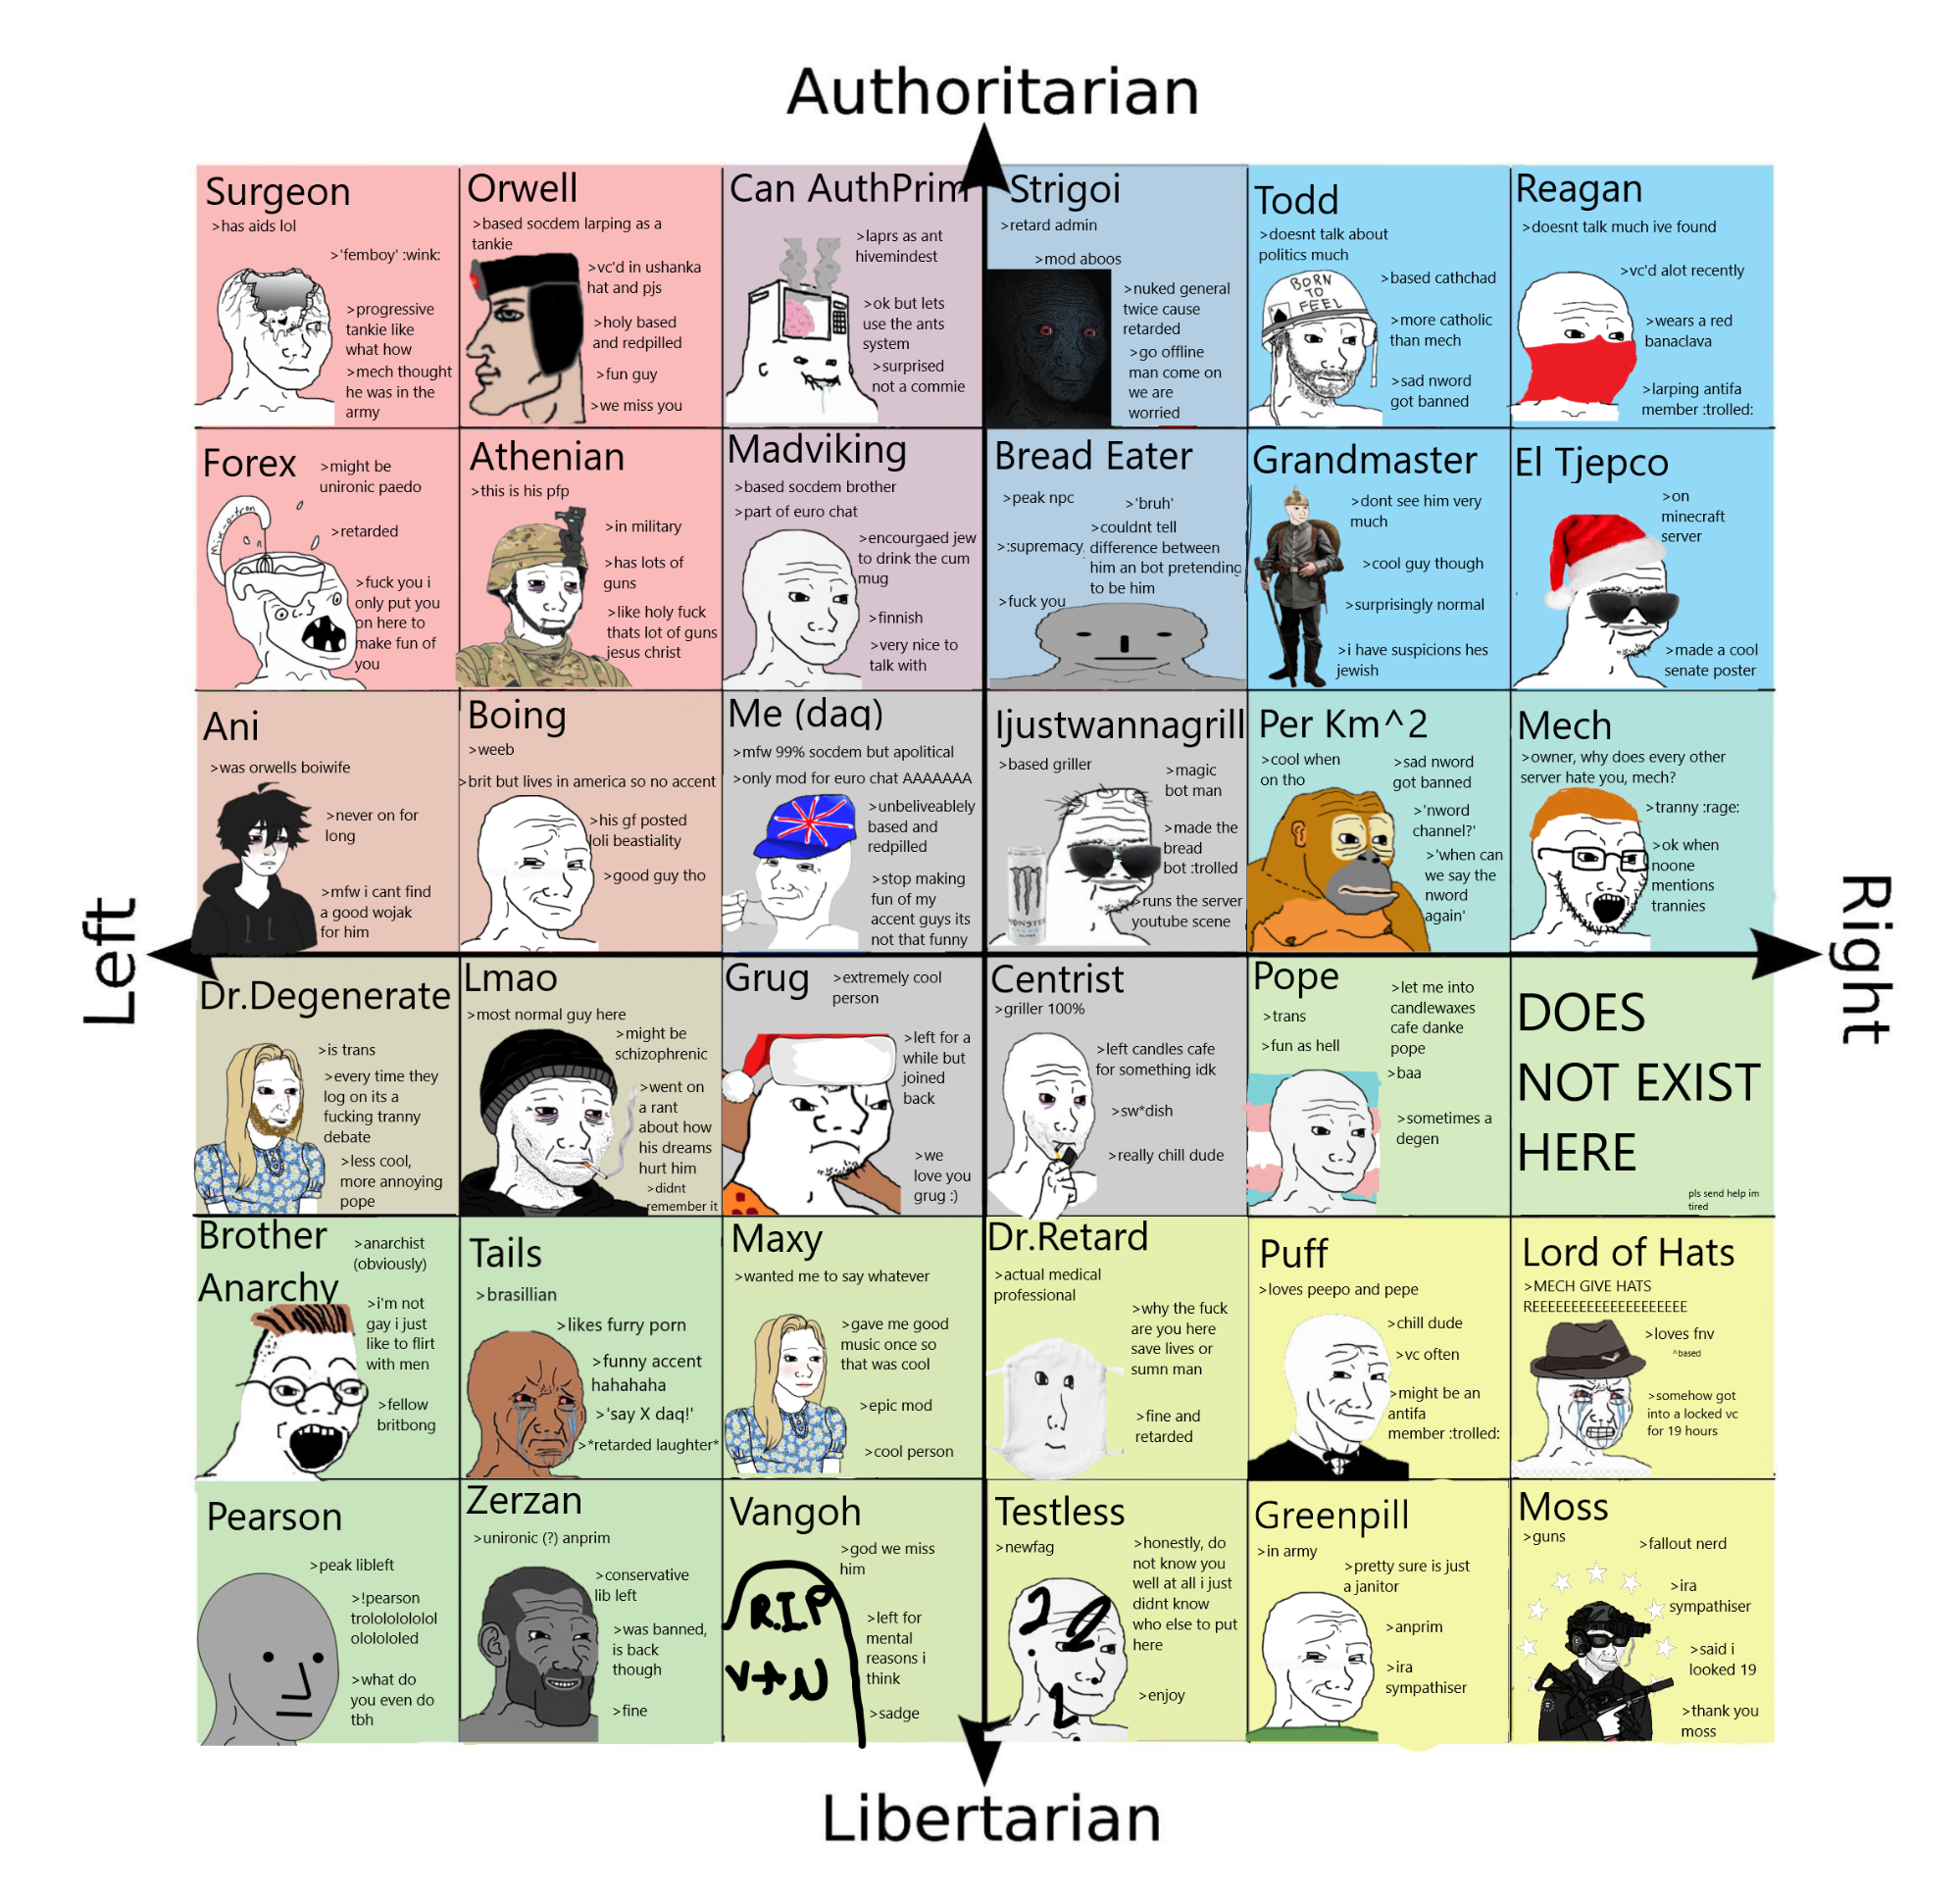 Authoritarian
Surgeon
>has aids lol
>'femboy' :wink:
>progressive
tankie like
what how
>mech thought
he was in the
army
Orwell
>based socdem larping as a
tankie
>vc'd in ushanka
hat and pjs
>holy based
and redpilled
>fun guy
>we miss you
Can AuthPrim
>laprs as ant
hivemindest
>ok but lets
use the ants
system
>surprised
not a commie
Strigoi
>retard admin
>mod aboos
>nuked general
twice cause
retarded
>go offline
man come on
we are
worried
Todd
>doesnt talk about
politics much
BORN
TO
FEEL
>based cathchad
>more catholic
than mech
>sad nword
got banned
Reagan
>doesnt talk much ive found
>vc'd alot recently
>wears a red
banaclava
>larping antifa
member :trolled:
Forex
>might be
unironic paedo
Mix-o-tron
>retarded
>fuck you i
only put you
on here to
make fun of
you
Athenian
>this is his pfp
>in military
>has lots of
guns
>like holy fuck
thats lot of guns
jesus christ
Madviking
>based socdem brother
>part of euro chat
>encourgaed jew
to drink the cum
mug
>finnish
>very nice to
talk with
Bread Eater
>peak npc
>'bruh'
>:supremacy:
>couldnt tell
difference between
him an bot pretending
to be him
>fuck you
Grandmaster
>dont see him very
much
>cool guy though
>surprisingly normal
>i have suspicions hes
jewish
El Tjepco
>on
minecraft
server
>made a cool
senate poster
Ani
>was orwells boiwife
>never on for
long
>mfw i cant find
a good wojak
for him
Boing
>weeb
>brit but lives in america so no accent
>his gf posted
loli beastiality
>good guy tho
Me (daq)
>mfw 99% socdem but apolitical
>only mod for euro chat AAAAAAA
>unbeliveablely
based and
redpilled
>stop making
fun of my
accent guys its
not that funny
Ijustwannagrill
>based griller
>magic
bot man
>made the
bread
bot :trolled
>runs the server
youtube scene
MONSTER
Per Km^2
>cool when
on tho
>sad nword
got banned
>'nword
channel?'
>'when can
we say the
nword
again'
Mech
>owner, why does every other
server hate you, mech?
>tranny :rage:
>ok when
noone
mentions
trannies
Left
Right
Dr.Degenerate
>is trans
>every time they
log on its a
fucking tranny
debate
>less cool,
more annoying
pope
Lmao
>most normal guy here
>might be
schizophrenic
>went on
a rant
about how
his dreams
hurt him
>didnt
remember it
Grug
>extremely cool
person
>left for a
while but
joined
back
>we
love you
grug :)
Centrist
>griller 100%
>left candles cafe
for something idk
>sw*dish
>really chill dude
Pope
>trans
>fun as hell
>let me into
candlewaxes
cafe danke
pope
>baa
>sometimes a
degen
DOES
NOT EXIST
HERE
pls send help im
tired
Brother
Anarchy
>anarchist
(obviously)
>i'm not
gay i just
like to flirt
with men
>fellow
britbong
Tails
>brasillian
>likes furry porn
>funny accent
hahahaha
>'say X daq!'
>*retarded laughter*
Maxy
>wanted me to say whatever
>gave me good
music once so
that was cool
>epic mod
>cool person
Dr.Retard
>actual medical
professional
>why the fuck
are you here
save lives or
sumn man
>fine and
retarded
Puff
>loves peepo and pepe
>chill dude
>vc often
>might be an
antifa
member :trolled:
Lord of Hats
>MECH GIVE HATS
REEEEEEEEEEEEEEEEEEEE
>loves fnv
^based
>somehow got
into a locked vc
for 19 hours
Pearson
>peak libleft
>!pearson
trolololololol
ololololed
>what do
you even do
tbh
Zerzan
>unironic (?) anprim
>conservative
lib left
>was banned,
is back
though
>fine
Vangoh
>god we miss
him
R.I.P
VAN
>left for
mental
reasons i
think
>sadge
Testless
>newfag
>honestly, do
not know you
well at all i just
didnt know
who else to put
here
>enjoy
Greenpill
>in army
>pretty sure is just
a janitor
>anprim
>ira
sympathiser
Moss
>guns
>fallout nerd
>ira
sympathiser
>said i
looked 19
>thank you
moss
Libertarian